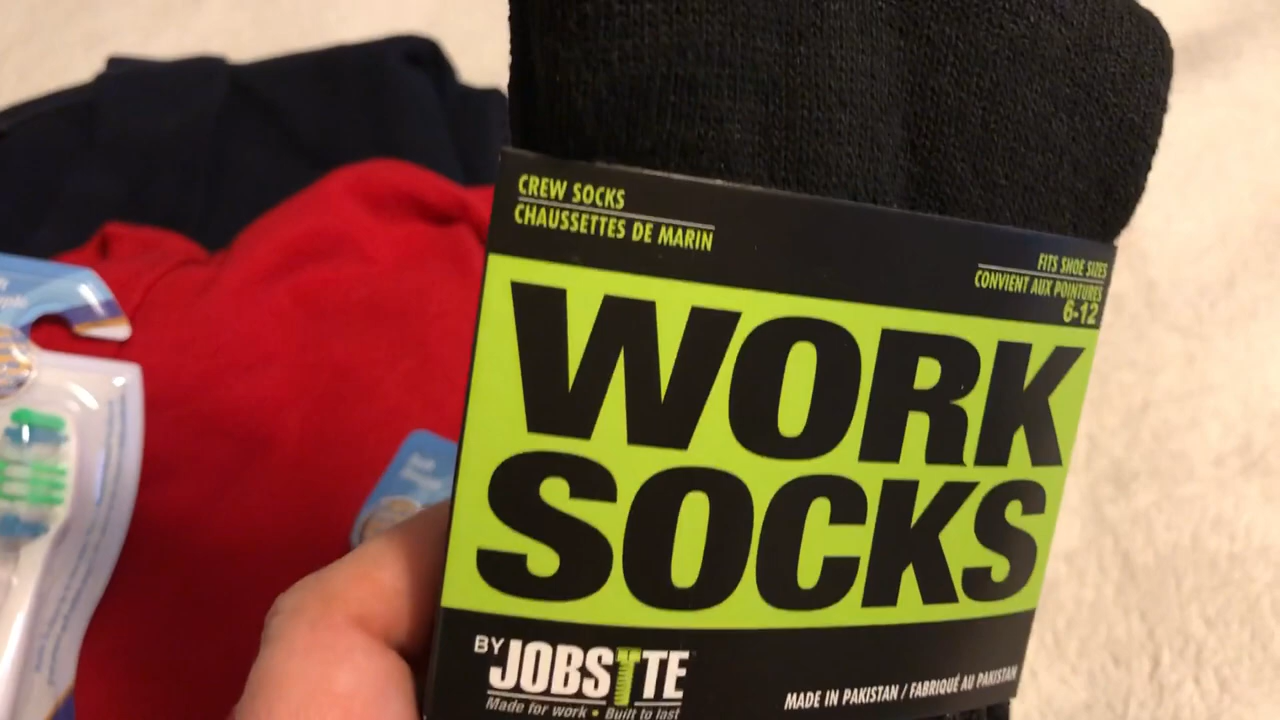 CREW SOCKS
CHAUSSETTES DE MARIN
FITS SHOE SIZES
CONVIENT AUX POINTURES
6-12
WORK
SOCKS
BY JOBSITE
Made for work • Built to last
MADE IN PAKISTAN / FABRIQUÉ AU PAKISTAN